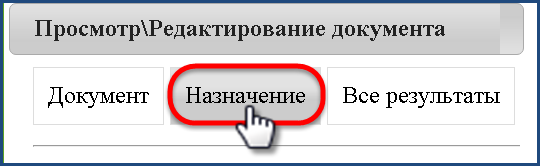 Просмотр\Редактирование документа
Документ Назначение Все результаты